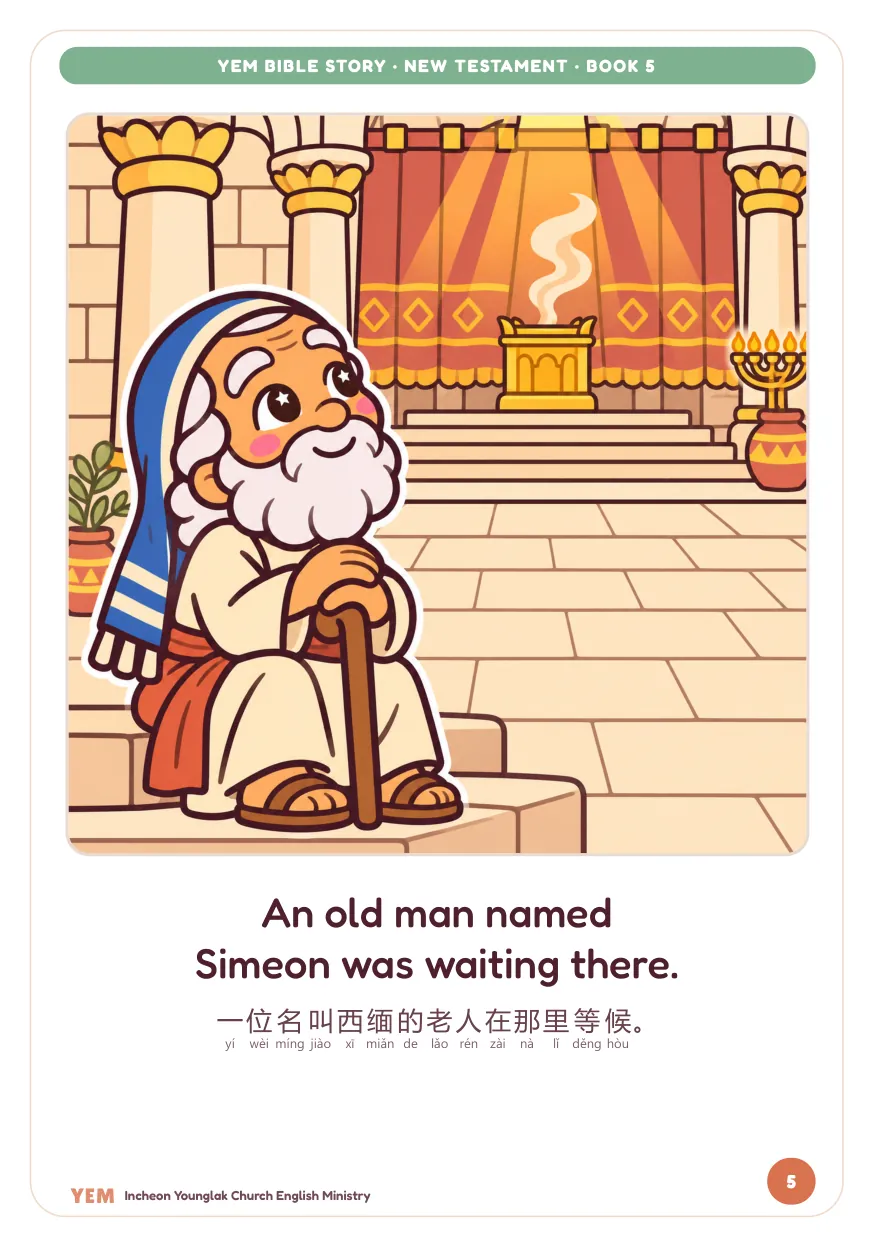 YEM BIBLE STORY · NEW TESTAMENT · BOOK 5
An old man named
Simeon was waiting there.
一位名叫西缅的老人在那里等候。
yí wèi míng jiào xī miǎn de lǎo rén zài nà lǐ děng hòu
YEM Incheon Younglak Church English Ministry
5